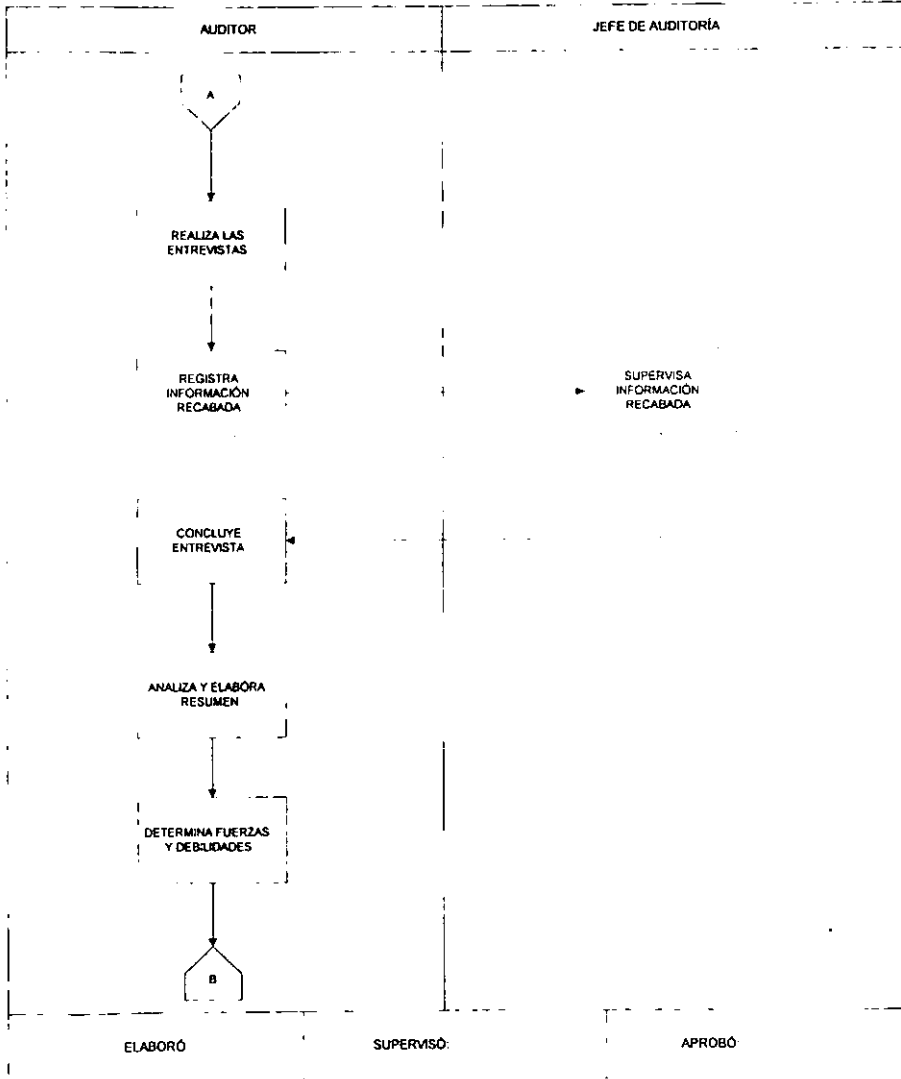 AUDITOR
JEFE DE AUDITORÍA
A
REALIZA LAS
ENTREVISTAS
REGISTRA
INFORMACIÓN
RECABADA
SUPERVISA
INFORMACIÓN
RECABADA
CONCLUYE
ENTREVISTA
ANALIZA Y ELABORA
RESUMEN
DETERMINA FUERZAS
Y DEBILIDADES
B
ELABORÓ
SUPERVISÓ:
APROBÓ